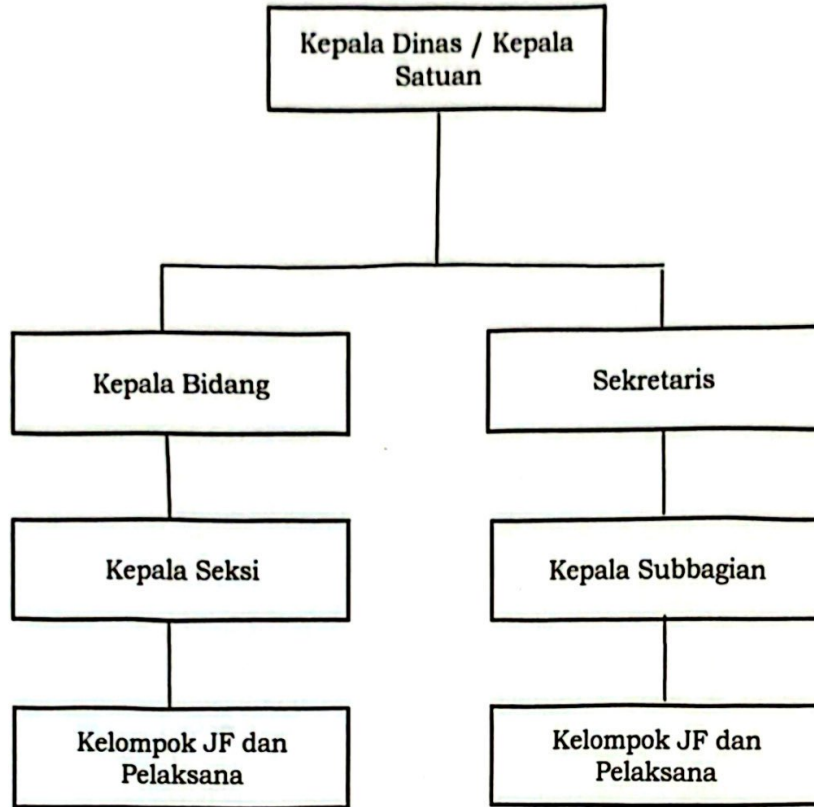 Kepala Dinas / Kepala
Satuan
Kepala Bidang
Sekretaris
Kepala Seksi
Kepala Subbagian
Kelompok JF dan
Pelaksana
Kelompok JF dan
Pelaksana